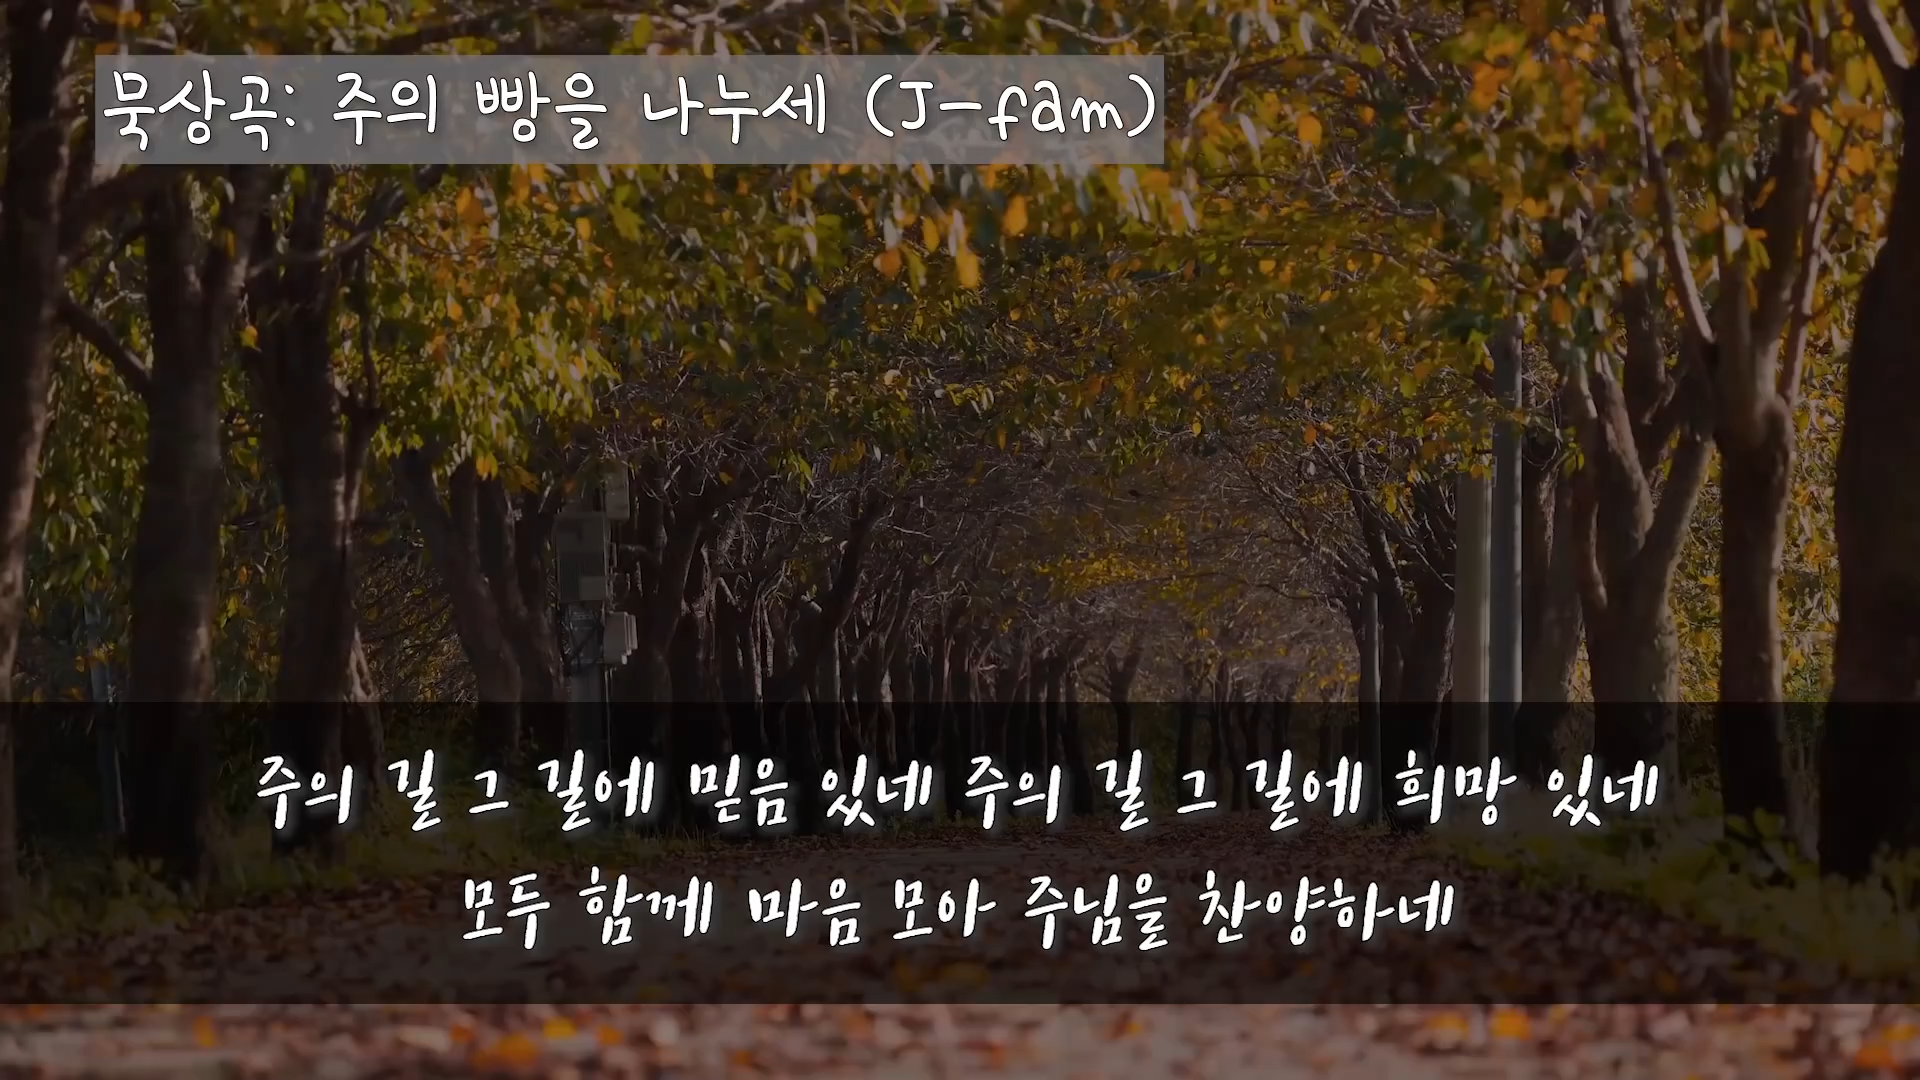 묵상곡: 주의 빵을 나누세 (J-fam)
주의 길 그 길에 믿음 있네 주의 길 그 길에 희망 있네
모두 함께 마음 모아 주님을 찬양하네